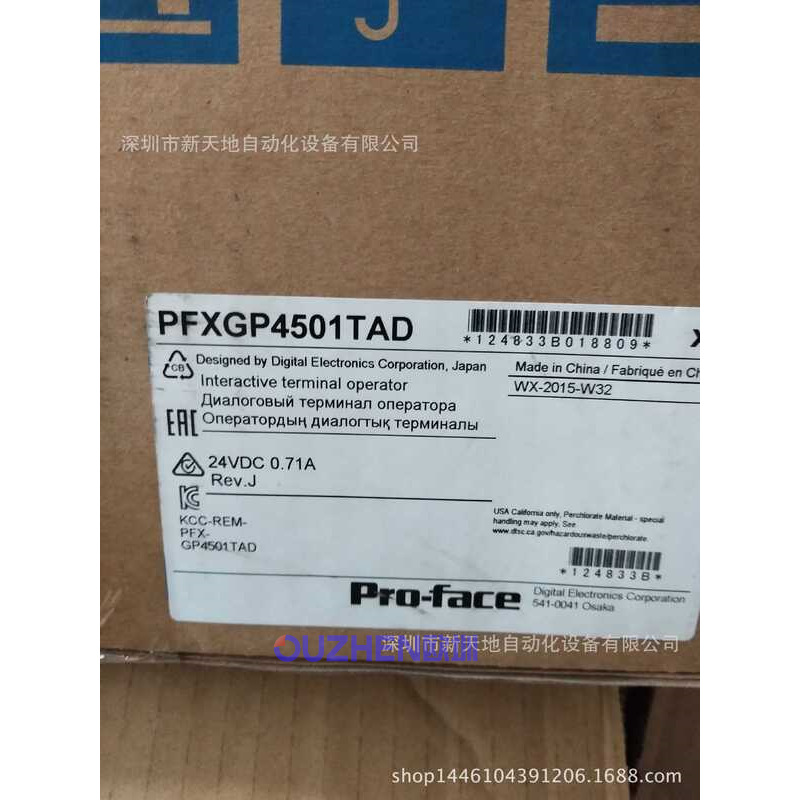 J
深圳市新天地自动化设备有限公司
PFXGP4501TAD
*124833B018809*
X
CB
Designed by Digital Electronics Corporation, Japan
Made in China / Fabriqué en Ch
WX-2015-W32
Interactive terminal operator
Диалоговый терминал оператора
EAC
Оператордың диалогтық терминалы
24VDC 0.71A
Rev.J
KCC-REM-
PFX-
GP4501TAD
USA California only, Perchlorate Material - special
handling may apply. See
www.dtsc.ca.gov/hazardouswaste/perchlorate.
*124833B*
Pro-face
Digital Electronics Corporation
541-0041 Osaka
OUZHEN
深圳市新天地自动化设备有限公司
shop1446104391206.1688.com